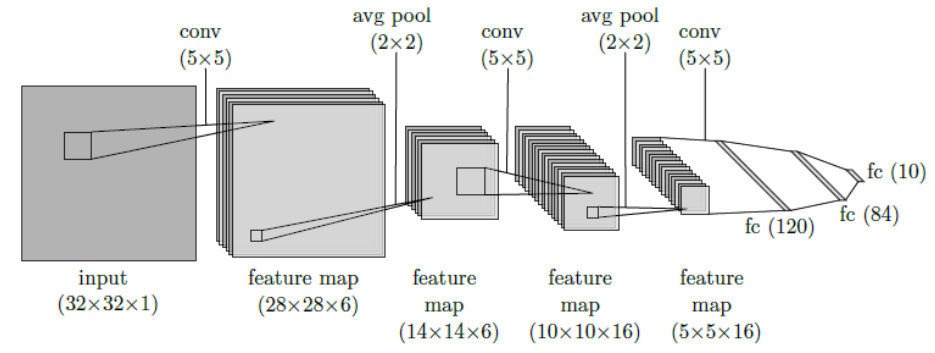 conv
(5×5)
avg pool
(2×2)
conv
(5×5)
avg pool
(2×2)
conv
(5×5)
fc (10)
fc (84)
fc (120)
input
(32×32×1)
feature map
(28×28×6)
feature
map
(14×14×6)
feature
map
(10×10×16)
feature
map
(5×5×16)